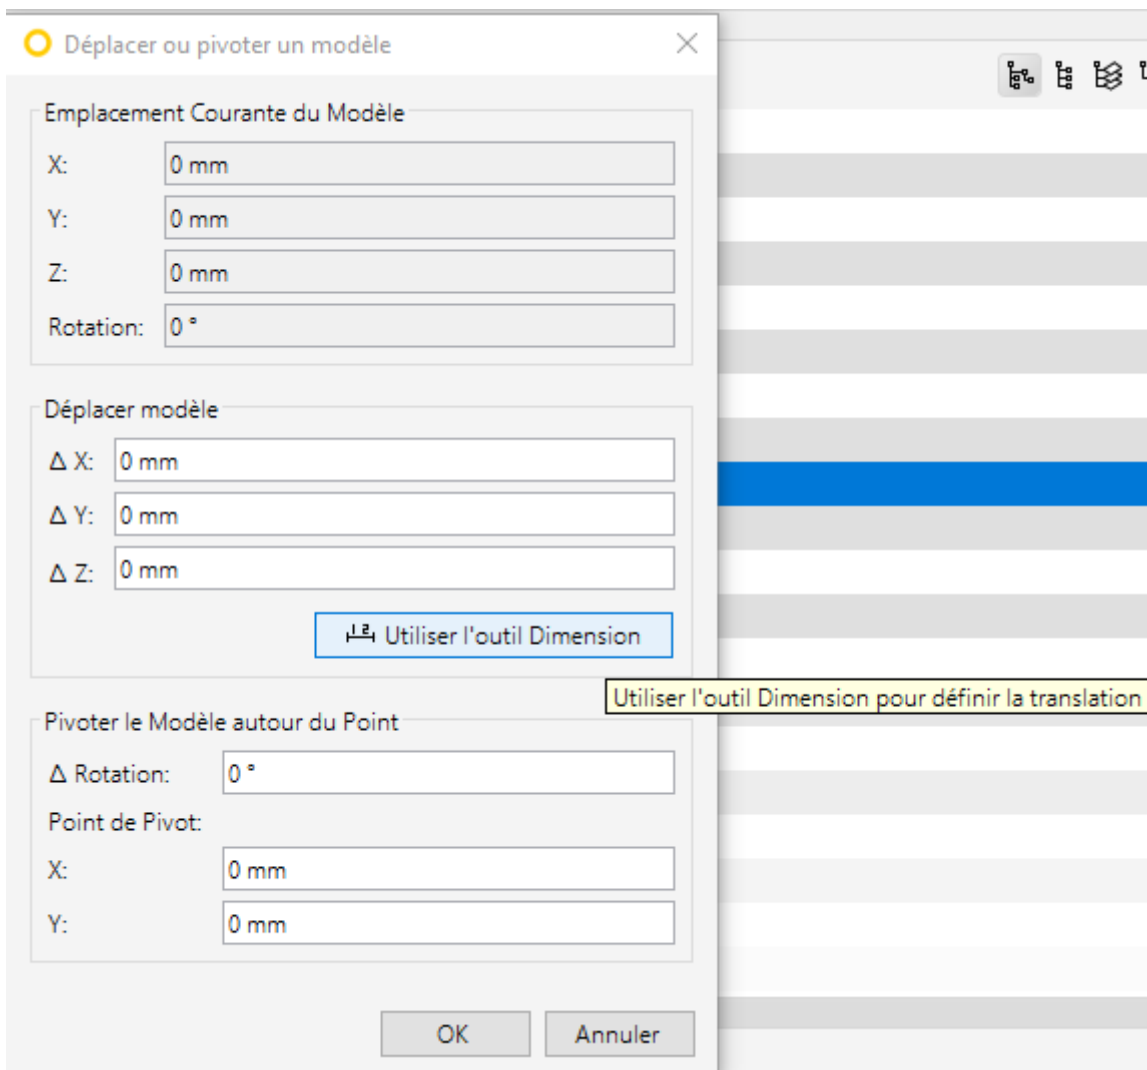 Déplacer ou pivoter un modèle
Emplacement Courante du Modèle
X: 0 mm
Y: 0 mm
Z: 0 mm
Rotation: 0 °
Déplacer modèle
Δ X: 0 mm
Δ Y: 0 mm
Δ Z: 0 mm
Utiliser l'outil Dimension
Utiliser l'outil Dimension pour définir la translation
Pivoter le Modèle autour du Point
Δ Rotation: 0 °
Point de Pivot:
X: 0 mm
Y: 0 mm
OK Annuler